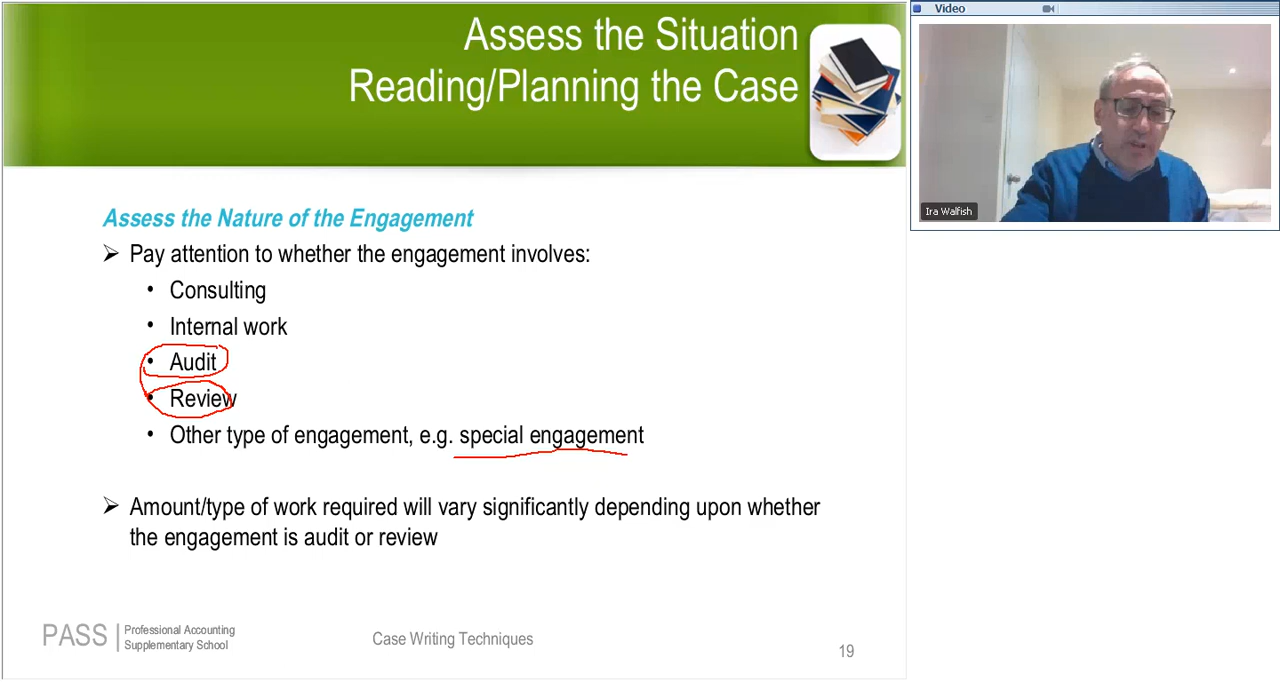 Assess the Situation
Reading/Planning the Case
Assess the Nature of the Engagement
Pay attention to whether the engagement involves:
• Consulting
• Internal work
• Audit
• Review
• Other type of engagement, e.g. special engagement
Amount/type of work required will vary significantly depending upon whether
the engagement is audit or review
PASS
Professional Accounting
Supplementary School
Case Writing Techniques
19
Video
Ira Walfish